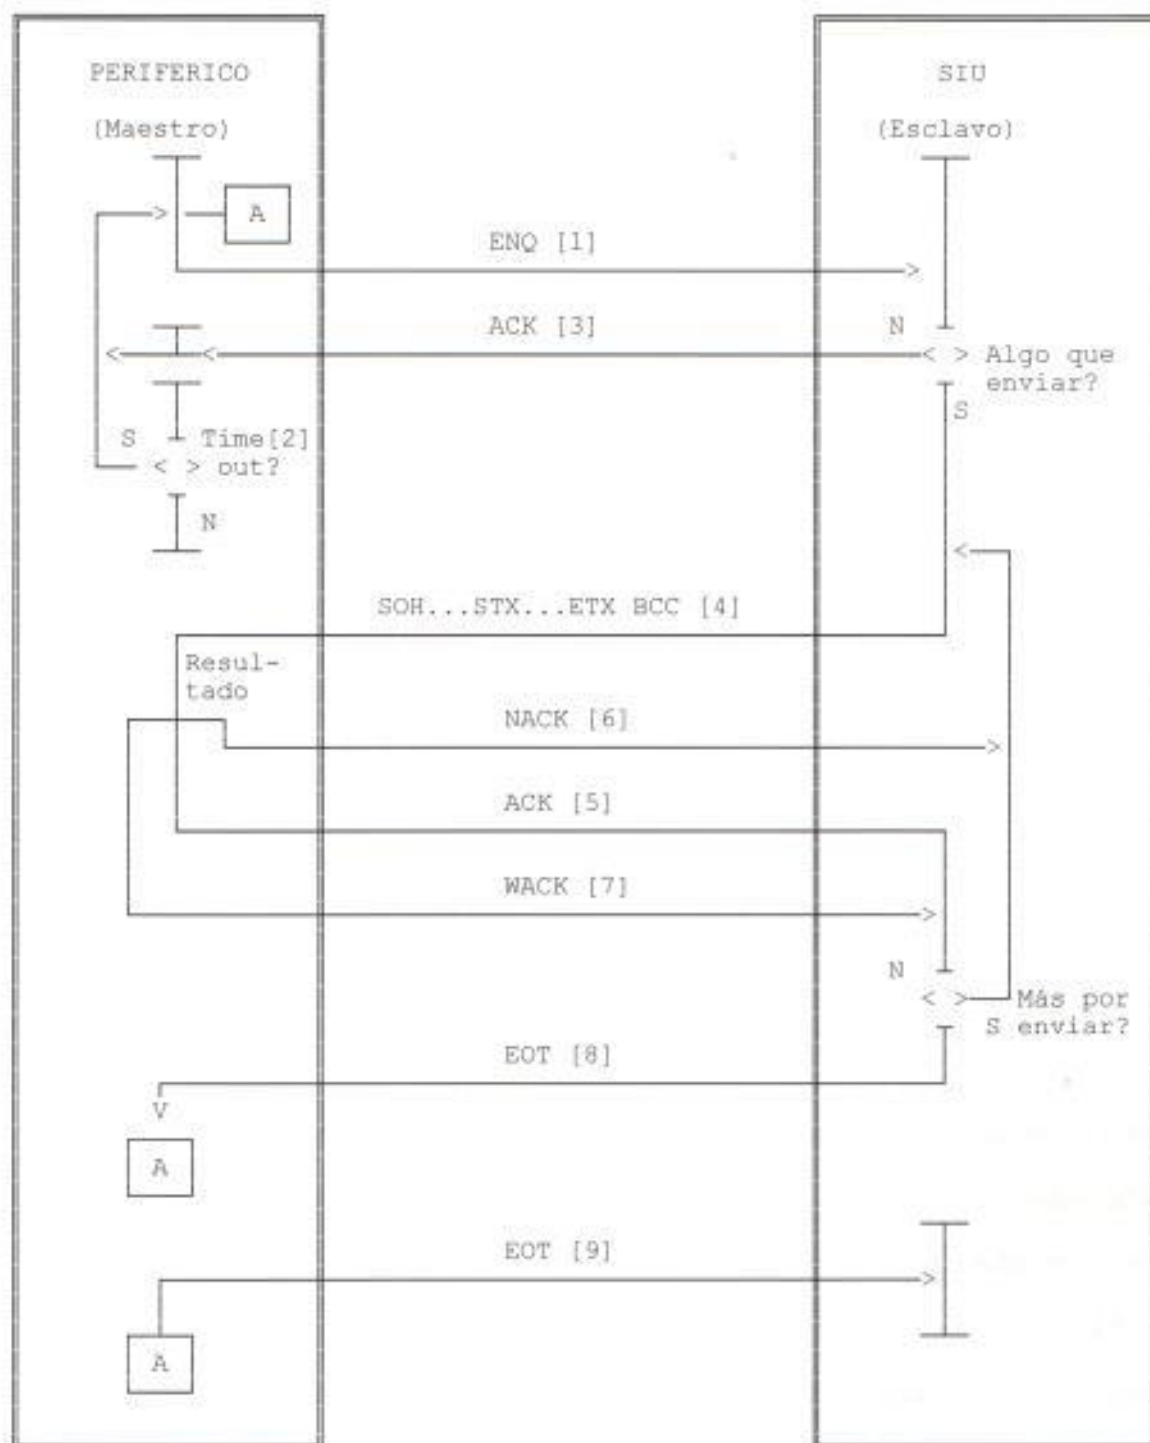 PERIFERICO
SIU
(Maestro)
(Esclavo)
A
ENQ [1]
ACK [3]
N
Algo que
enviar?
S
S
Time[2]
out?
N
SOH...STX...ETX BCC [4]
Resul-
tado
NACK [6]
ACK [5]
WACK [7]
N
Más por
S enviar?
EOT [8]
V
A
EOT [9]
A